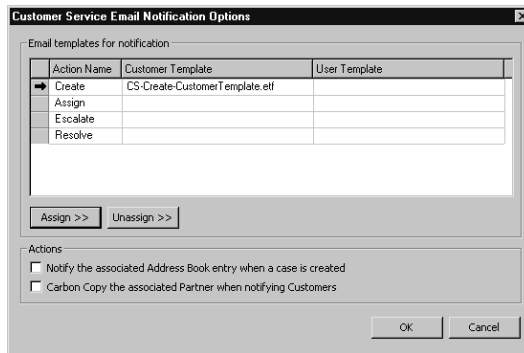 Customer Service Email Notification Options
Email templates for notification
Action Name Customer Template User Template
Create CS-Create-CustomerTemplate.etf
Assign
Escalate
Resolve
Assign >> Unassign >>
Actions
Notify the associated Address Book entry when a case is created
Carbon Copy the associated Partner when notifying Customers
OK Cancel